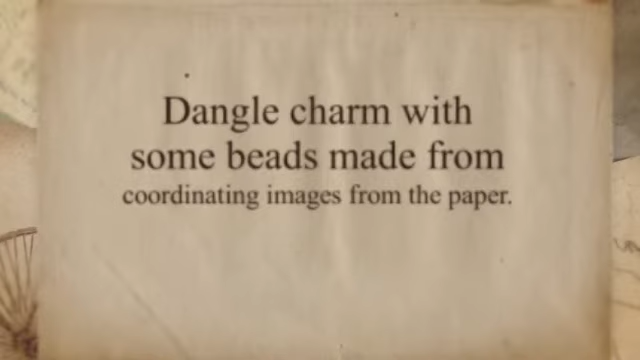 Dangle charm with
some beads made from
coordinating images from the paper.